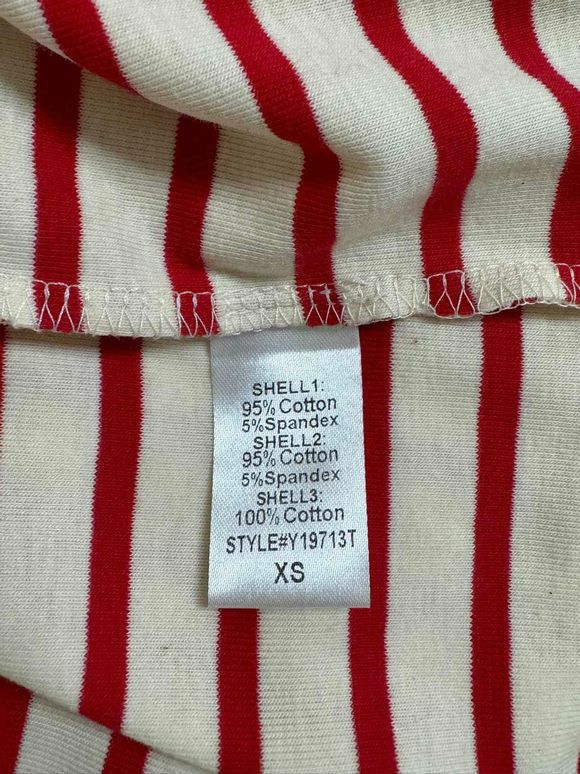 SHELL1:
95% Cotton
5%Spandex
SHELL2:
95% Cotton
5%Spandex
SHELL3:
100% Cotton
STYLE#Y19713T
XS